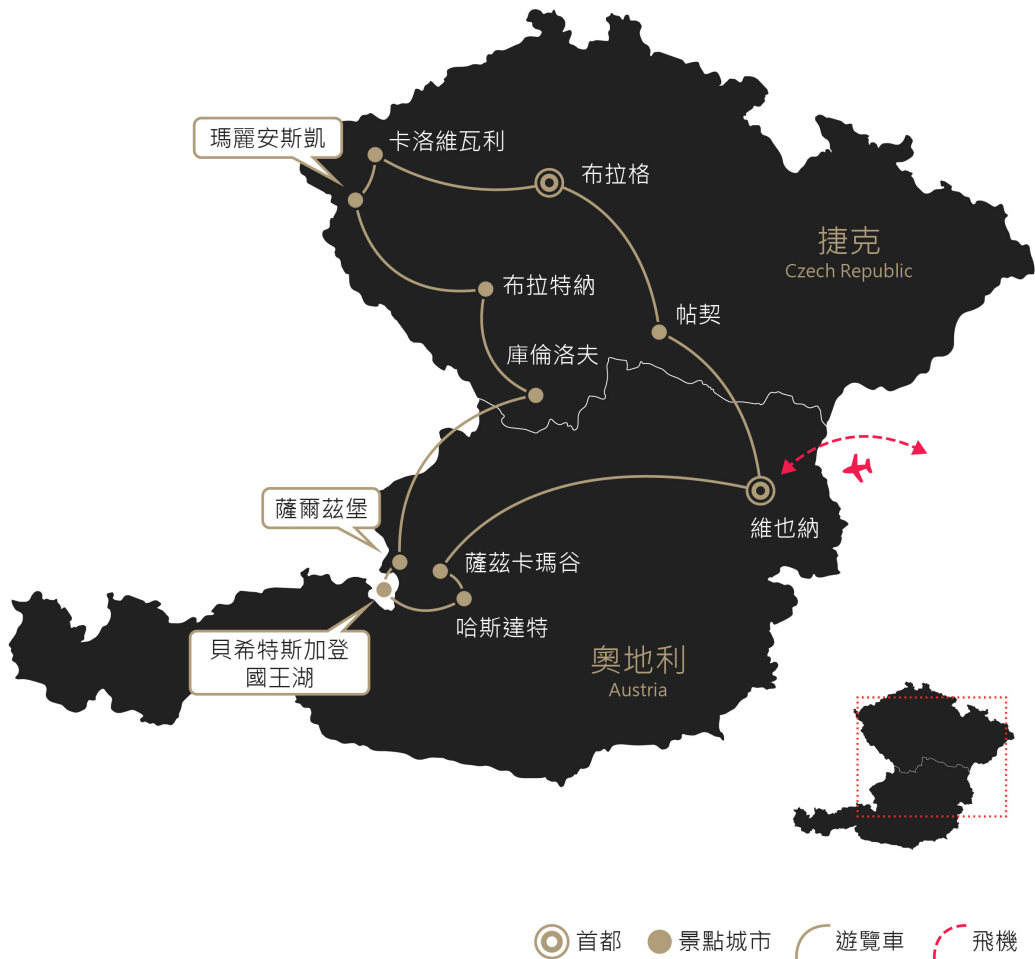 瑪麗安斯凱
卡洛維瓦利
布拉格
捷克
Czech Republic
布拉特納
帖契
庫倫洛夫
薩爾茲堡
維也納
薩茲卡瑪谷
哈斯達特
貝希特斯加登
國王湖
奧地利
Austria
首都
景點城市
遊覽車
飛機